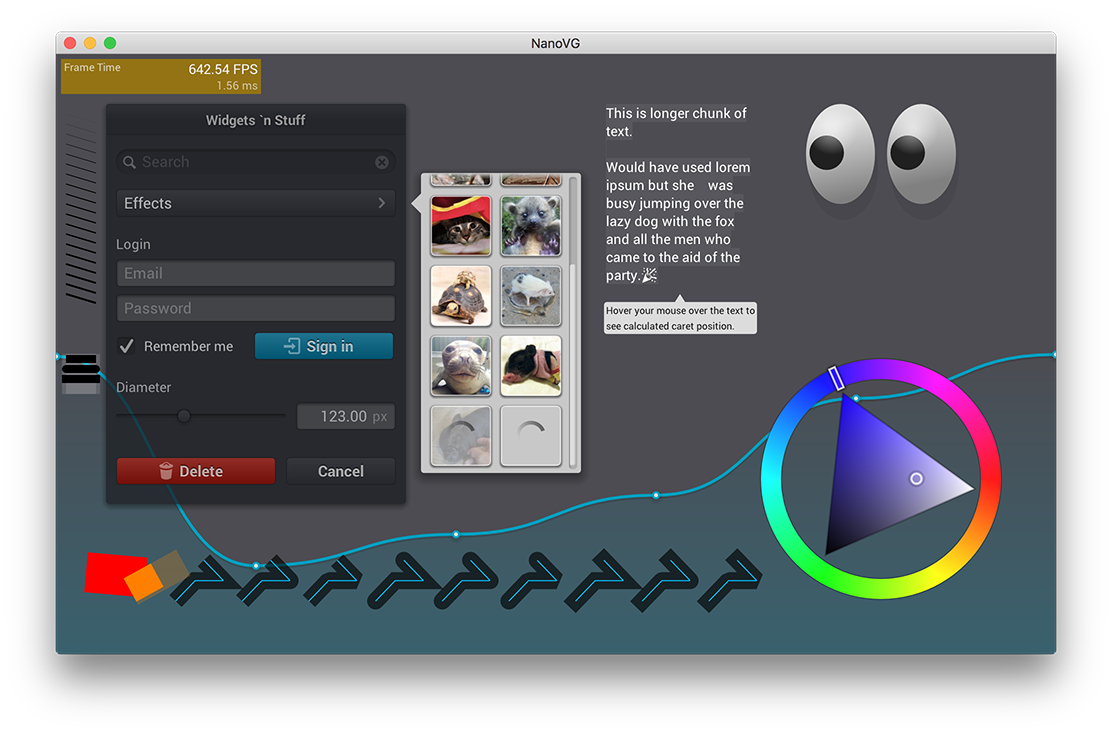 NanoVG
Frame Time
642.54 FPS
1.56 ms
Widgets `n Stuff
Search
Effects
Login
Email
Password
Remember me
Sign in
Diameter
123.00 px
Delete
Cancel
This is longer chunk of
text.
Would have used lorem
ipsum but she    was
busy jumping over the
lazy dog with the fox
and all the men who
came to the aid of the
party.🎉
Hover your mouse over the text to
see calculated caret position.